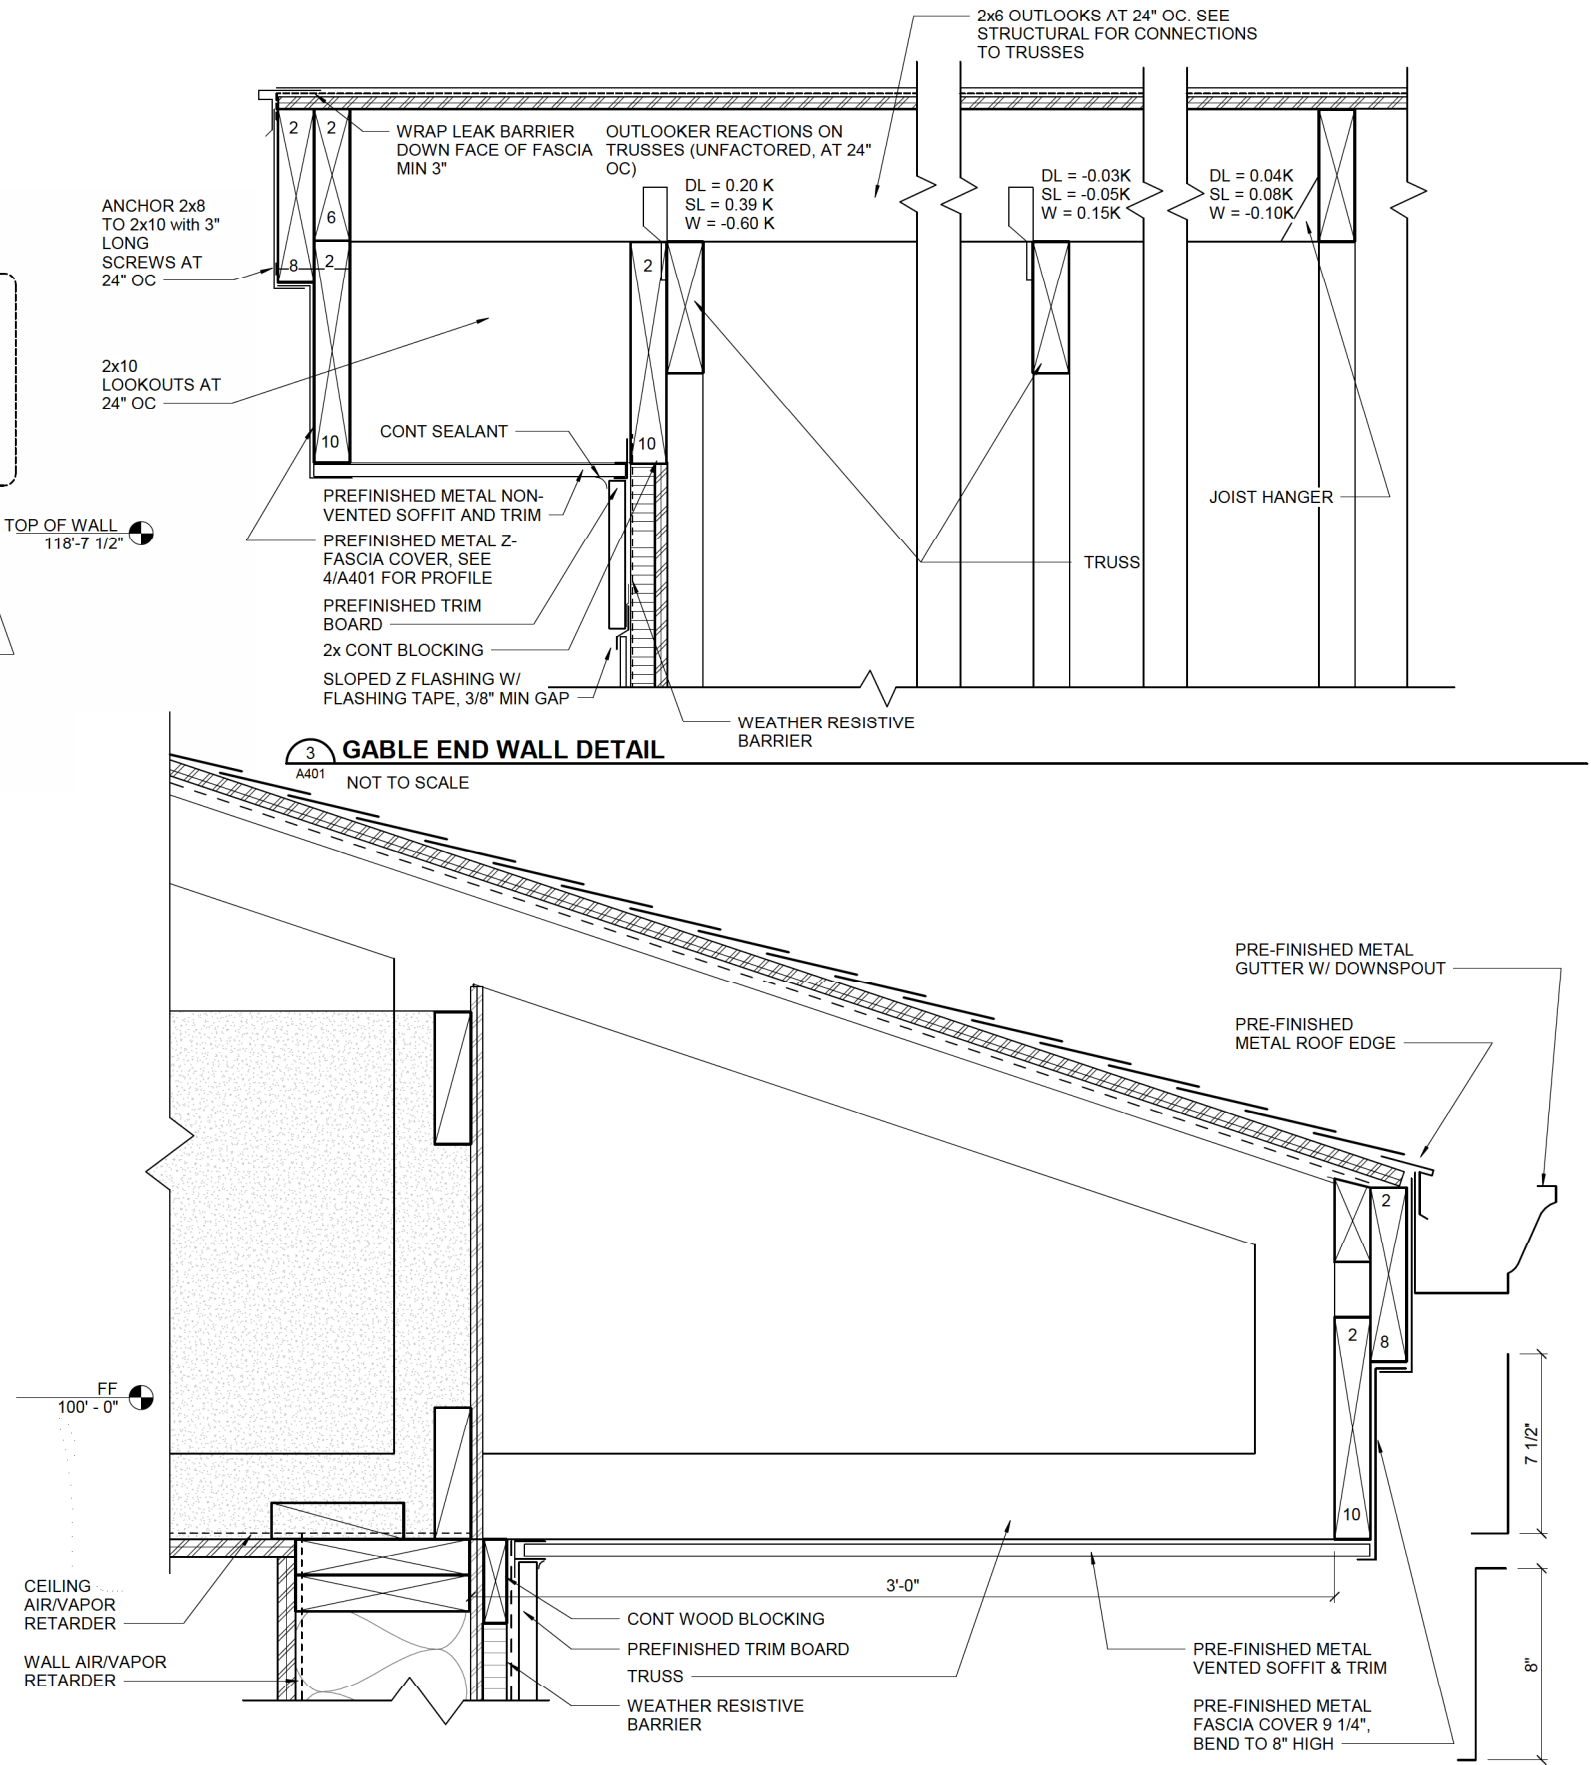 2x6 OUTLOOKS AT 24" OC. SEE
STRUCTURAL FOR CONNECTIONS
TO TRUSSES
2
2
WRAP LEAK BARRIER
DOWN FACE OF FASCIA
MIN 3"
OUTLOOKER REACTIONS ON
TRUSSES (UNFACTORED, AT 24"
OC)
DL = 0.20 K
SL = 0.39 K
W = -0.60 K
DL = -0.03K
SL = -0.05K
W = 0.15K
DL = 0.04K
SL = 0.08K
W = -0.10K
ANCHOR 2x8
TO 2x10 with 3"
LONG
SCREWS AT
24" OC
6
8
2
2
2x10
LOOKOUTS AT
24" OC
10
CONT SEALANT
10
PREFINISHED METAL NON-
VENTED SOFFIT AND TRIM
JOIST HANGER
TOP OF WALL
118'-7 1/2"
PREFINISHED METAL Z-
FASCIA COVER, SEE
4/A401 FOR PROFILE
TRUSS
PREFINISHED TRIM
BOARD
2x CONT BLOCKING
SLOPED Z FLASHING W/
FLASHING TAPE, 3/8" MIN GAP
WEATHER RESISTIVE
BARRIER
3
A401
GABLE END WALL DETAIL
NOT TO SCALE
PRE-FINISHED METAL
GUTTER W/ DOWNSPOUT
PRE-FINISHED
METAL ROOF EDGE
2
8
2
10
FF
100' - 0"
7 1/2"
3'-0"
CEILING
AIR/VAPOR
RETARDER
WALL AIR/VAPOR
RETARDER
CONT WOOD BLOCKING
PREFINISHED TRIM BOARD
TRUSS
WEATHER RESISTIVE
BARRIER
PRE-FINISHED METAL
VENTED SOFFIT & TRIM
PRE-FINISHED METAL
FASCIA COVER 9 1/4",
BEND TO 8" HIGH
8"